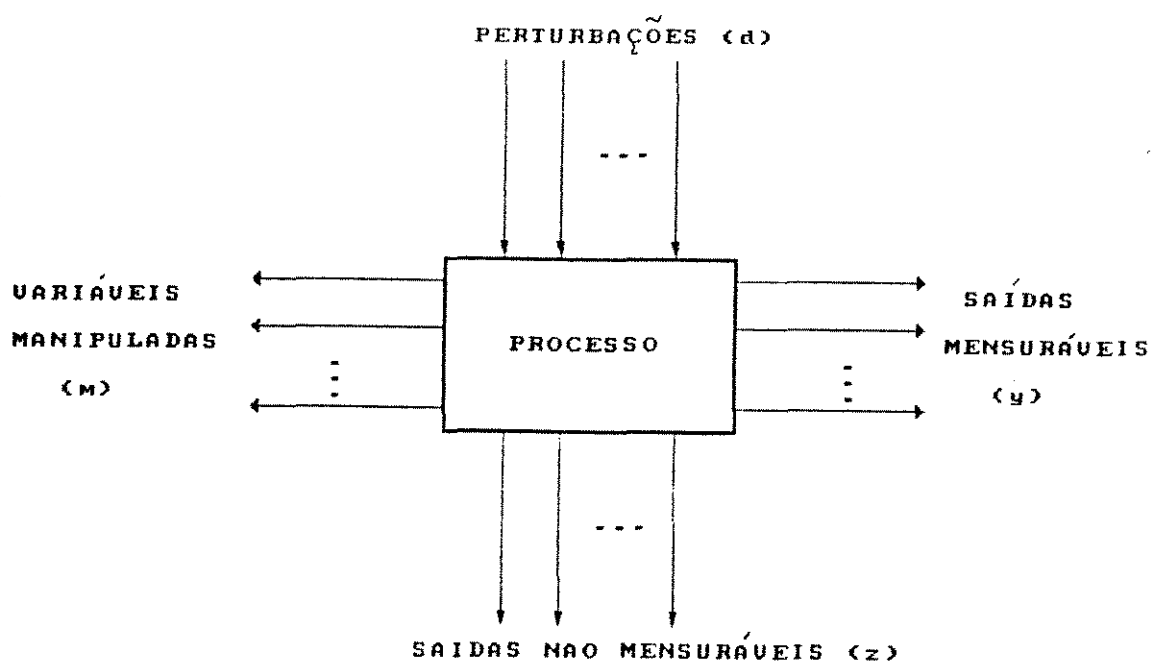 PERTURBAÇÕES (d)
VARIÁVEIS
MANIPULADAS
(m)
PROCESSO
SAÍDAS
MENSURÁVEIS
(y)
SAIDAS NAO MENSURÁVEIS (z)